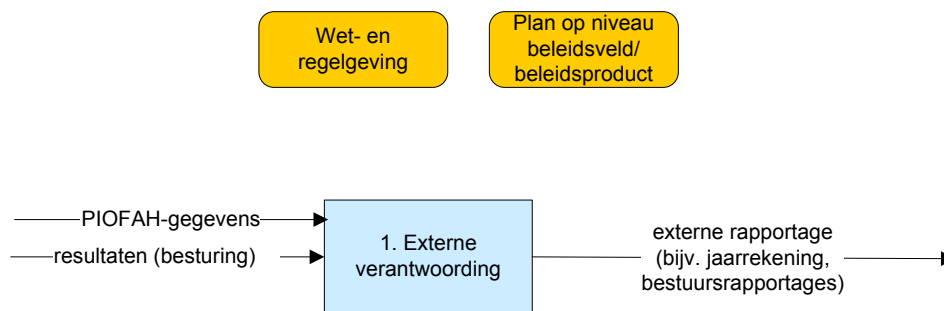 Wet- en
regelgeving
Plan op niveau
beleidsveld/
beleidsproduct
PIOFAH-gegevens
resultaten (besturing)
1. Externe
verantwoording
externe rapportage
(bijv. jaarrekening,
bestuursrapportages)